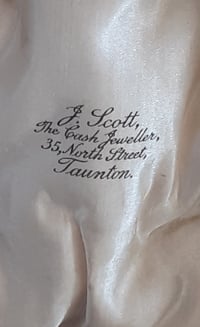 J. Scott,
The Cash Jeweller,
35, North Street,
Taunton.